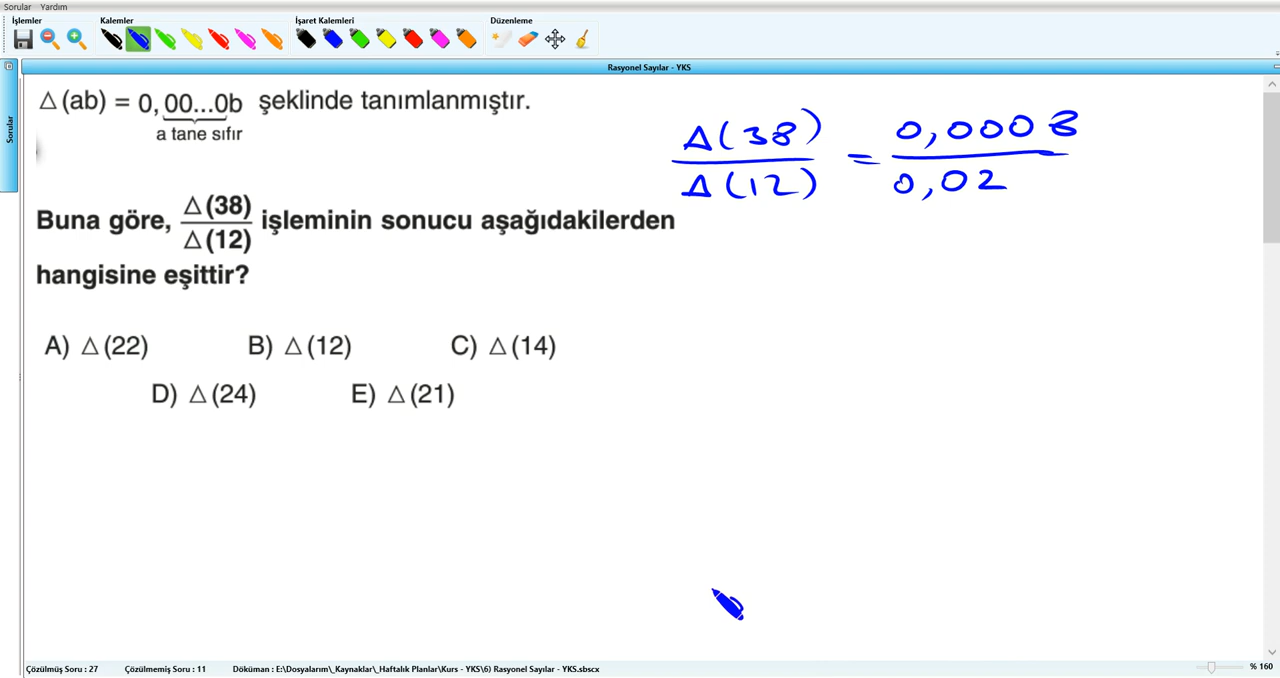 Sorular Yardım
İşlemler Kalemler İşaret Kalemleri Düzenleme
Rasyonel Sayılar - YKS
Sorular
△(ab) = 0, 00...0b şeklinde tanımlanmıştır.
a tane sıfır
Buna göre, △(38) / △(12) işleminin sonucu aşağıdakilerden
hangisine eşittir?
A) △(22) B) △(12) C) △(14)
D) △(24) E) △(21)
Δ(38) / Δ(12) = 0,0008 / 0,02
Çözülmüş Soru : 27 Çözülmemiş Soru : 11 Döküman : E:\Dosyalarım\_Kaynaklar\_Haftalık Planlar\Kurs - YKS\6) Rasyonel Sayılar - YKS.sbscx % 160